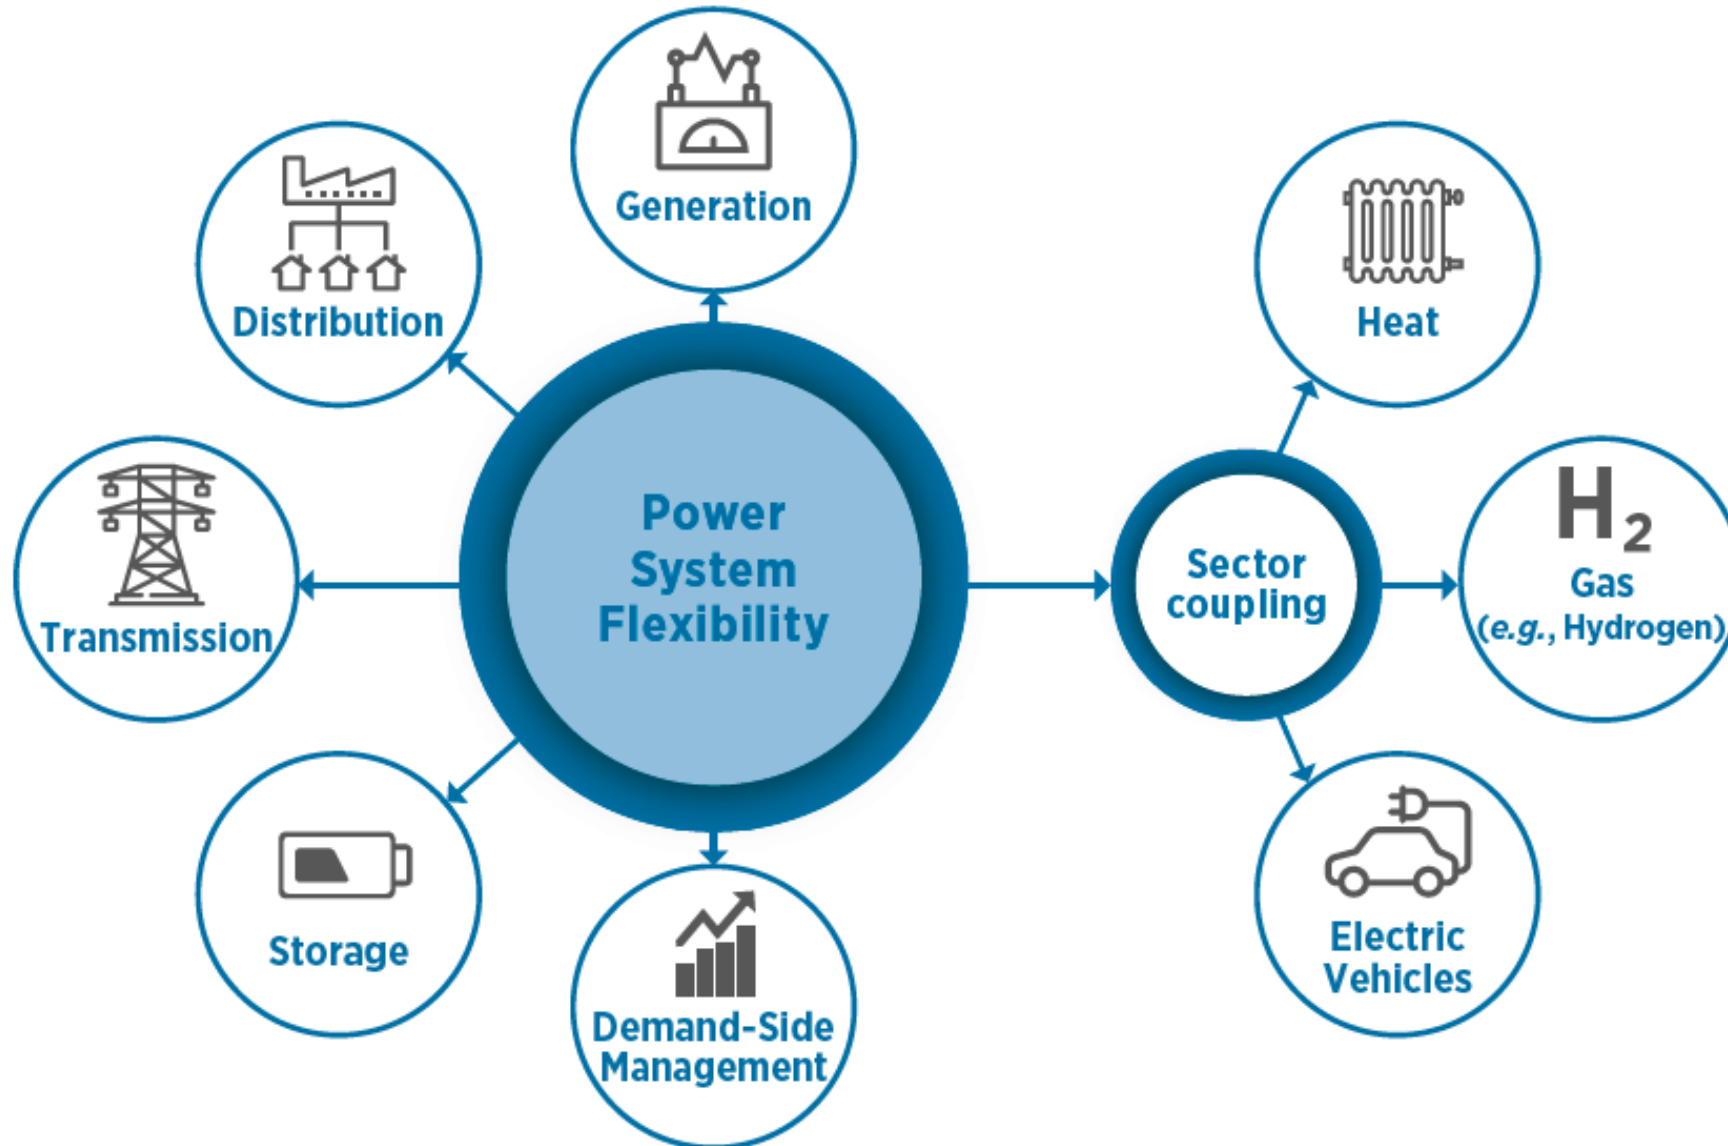 Generation
Distribution
Transmission
Storage
Demand-Side
Management
Power
System
Flexibility
Sector
coupling
Heat
H2
Gas
(e.g., Hydrogen)
Electric
Vehicles